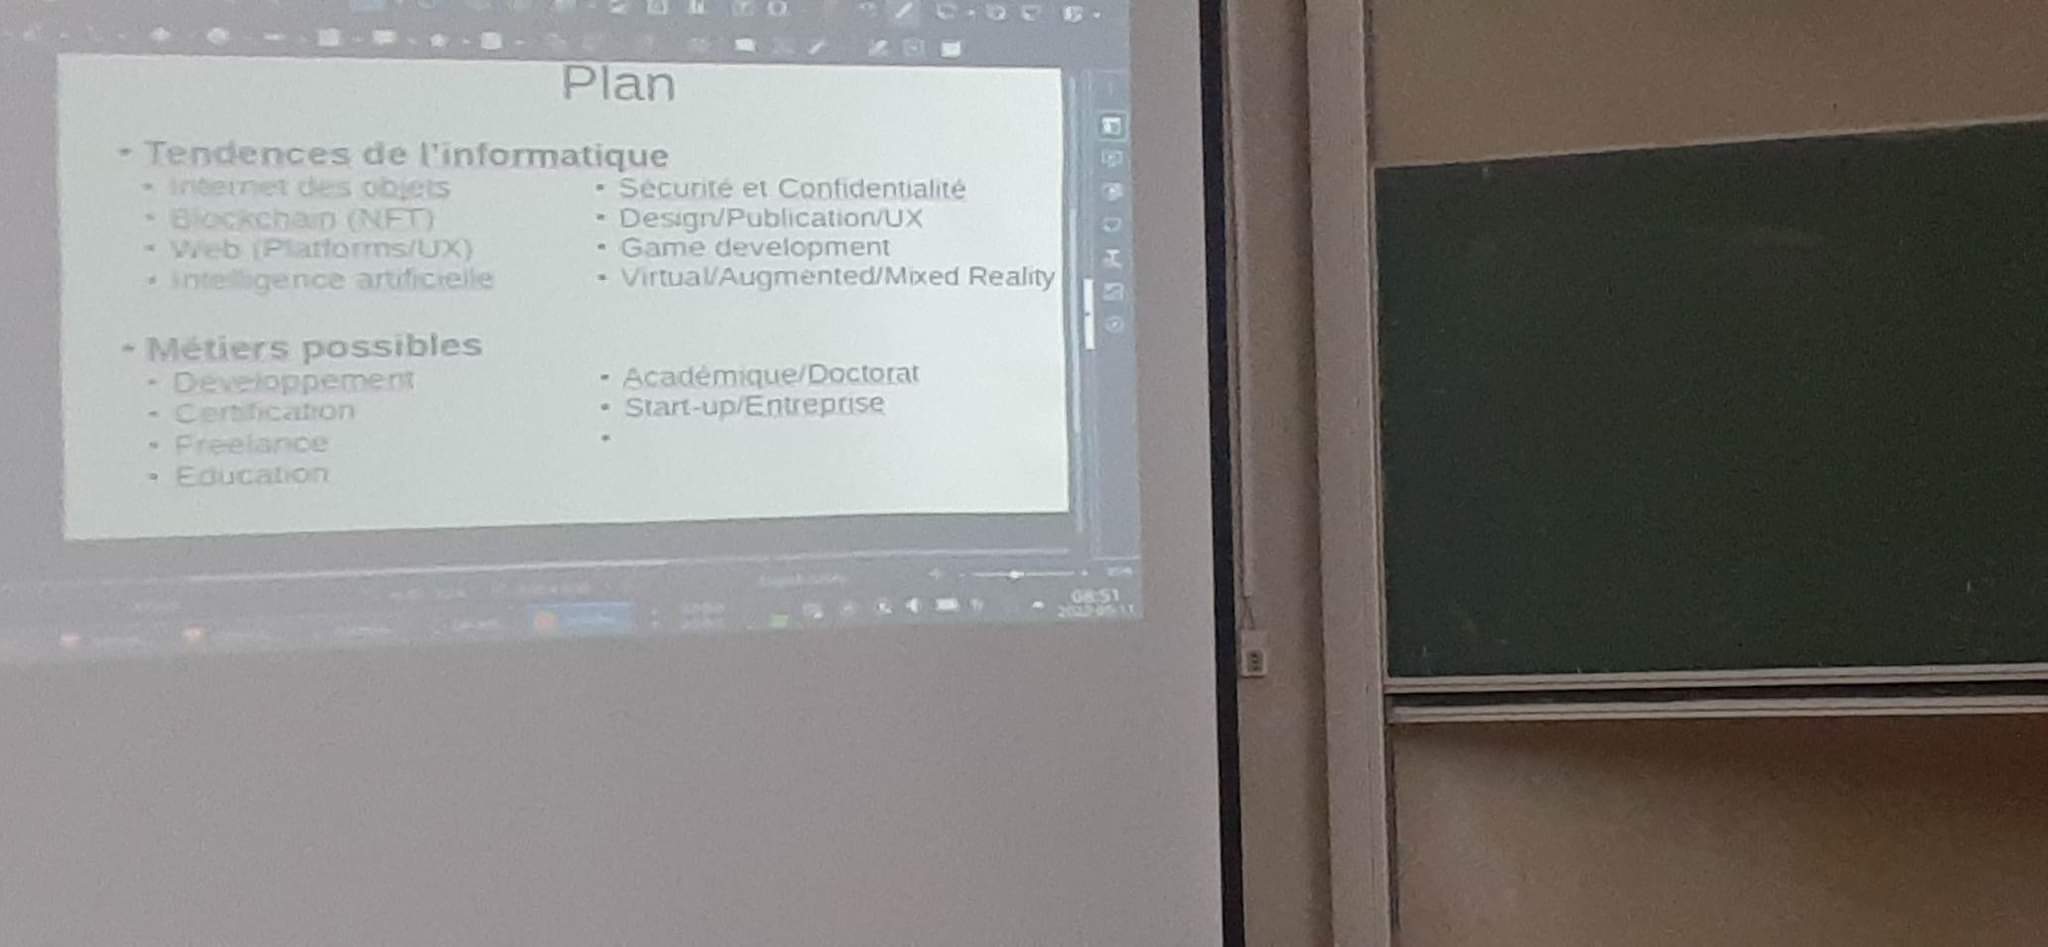 Plan
• Tendences de l'informatique
• Internet des objets
• Blockchain (NFT)
• Web (Platforms/UX)
• Intelligence artificielle
• Sécurité et Confidentialité
• Design/Publication/UX
• Game development
• Virtual/Augmented/Mixed Reality
• Métiers possibles
• Developpement
• Certification
• Freelance
• Education
• Académique/Doctorat
• Start-up/Entreprise
•
08:51